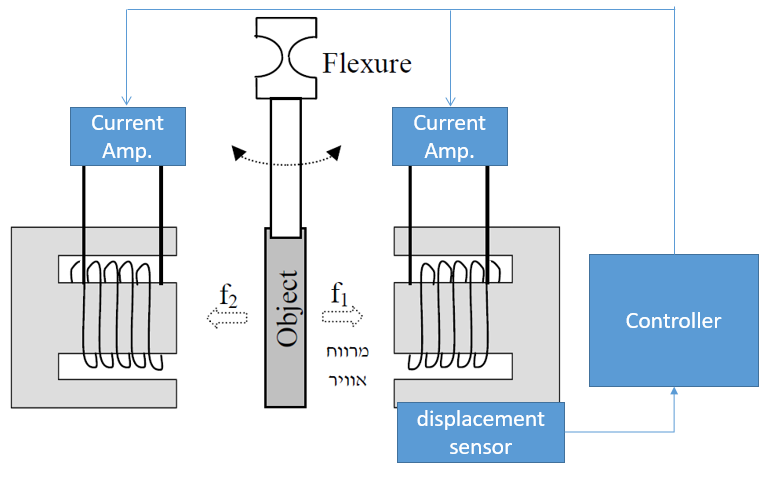 Flexure
Current
Amp.
Current
Amp.
f2
Object
f1
מרווח
אוויר
Controller
displacement
sensor